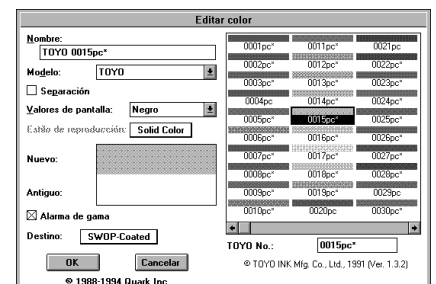 Editar color
Nombre:
TOYO 0015pc*
Modelo: TOYO
Separación
Valores de pantalla: Negro
Estilo de reproducción: Solid Color
Nuevo:
Antiguo:
Alarma de gama
Destino: SWOP-Coated
OK Cancelar
© 1988-1994 Quark Inc
0001pc* 0011pc* 0021pc
0002pc* 0012pc* 0022pc*
0003pc* 0013pc* 0023pc*
0004pc 0014pc* 0024pc*
0005pc* 0015pc* 0025pc*
0006pc* 0016pc* 0026pc*
0007pc* 0017pc* 0027pc*
0008pc* 0018pc* 0028pc*
0009pc* 0019pc* 0029pc
0010pc* 0020pc 0030pc*
TOYO No.: 0015pc*
© TOYO INK Mfg. Co., Ltd., 1991 (Ver. 1.3.2)